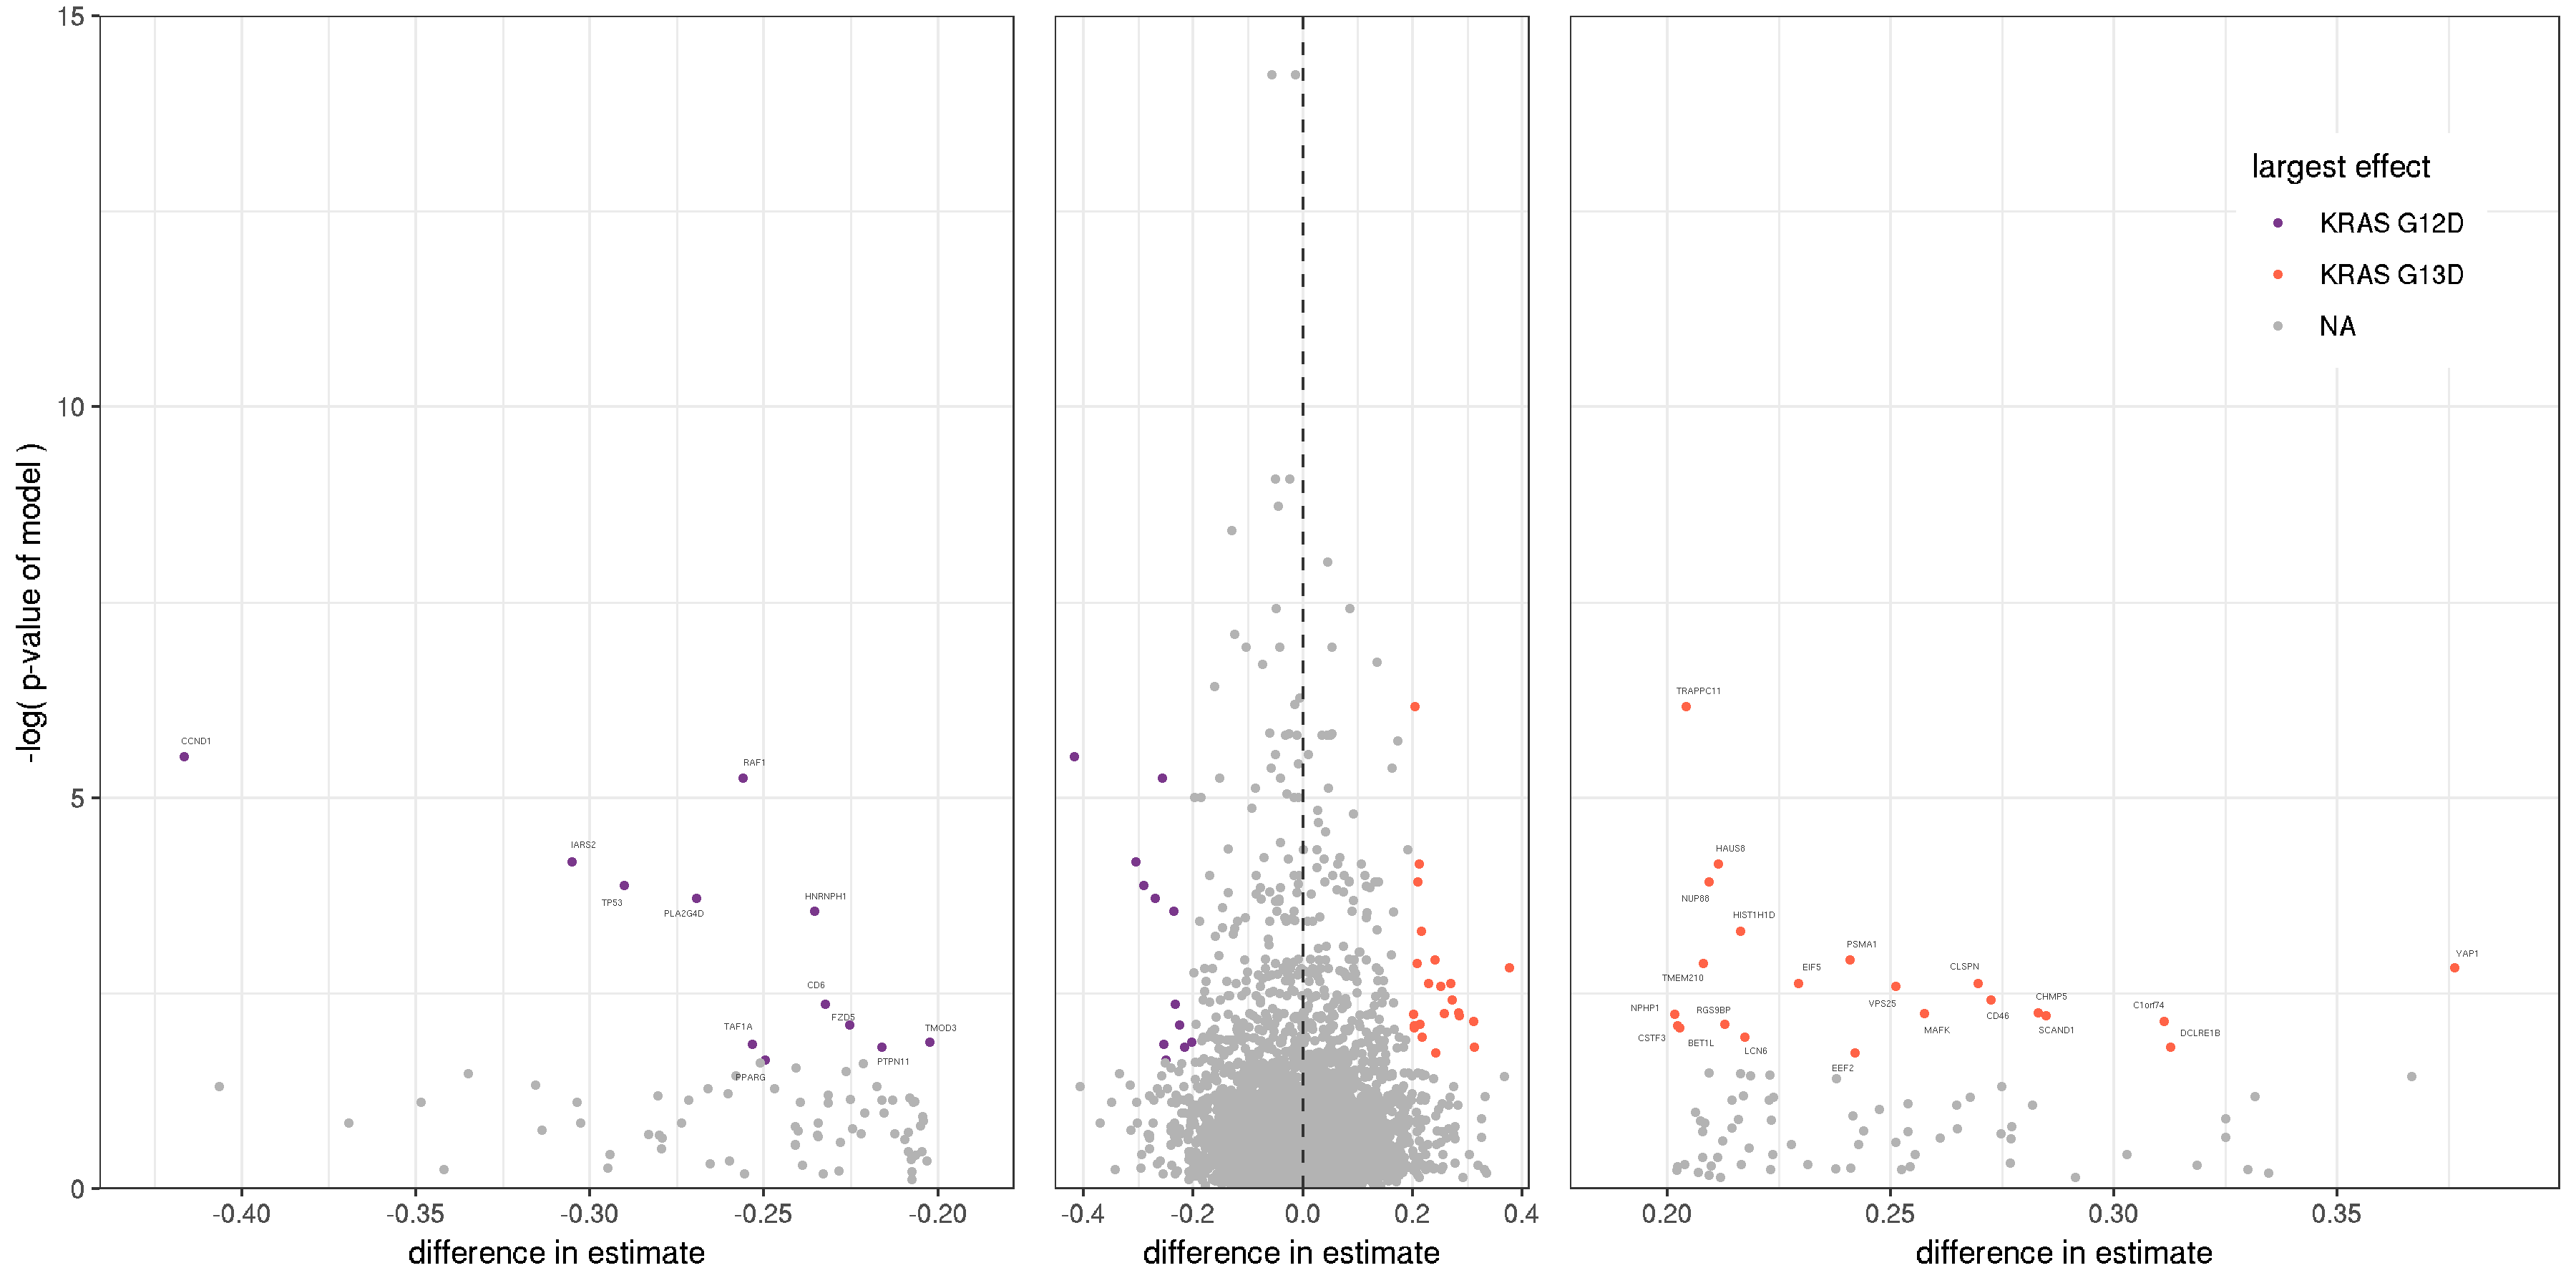 15
10
5
0
-log( p-value of model )
CCND1
RAF1
IARS2
TP53
PLA2G4D
HNRNPH1
CD6
FZD5
TAF1A
TMOD3
PTPN11
PPARG
-0.40
-0.35
-0.30
-0.25
-0.20
difference in estimate
-0.4
-0.2
0.0
0.2
0.4
difference in estimate
largest effect
KRAS G12D
KRAS G13D
NA
TRAPPC11
HAUS8
NUP88
HIST1H1D
PSMA1
YAP1
TMEM210
EIF5
CLSPN
NPHP1
RGS9BP
VPS25
CHMP5
C1orf74
MAFK
CD46
SCAND1
DCLRE1B
CSTF3
BET1L
LCN6
EEF2
0.20
0.25
0.30
0.35
difference in estimate